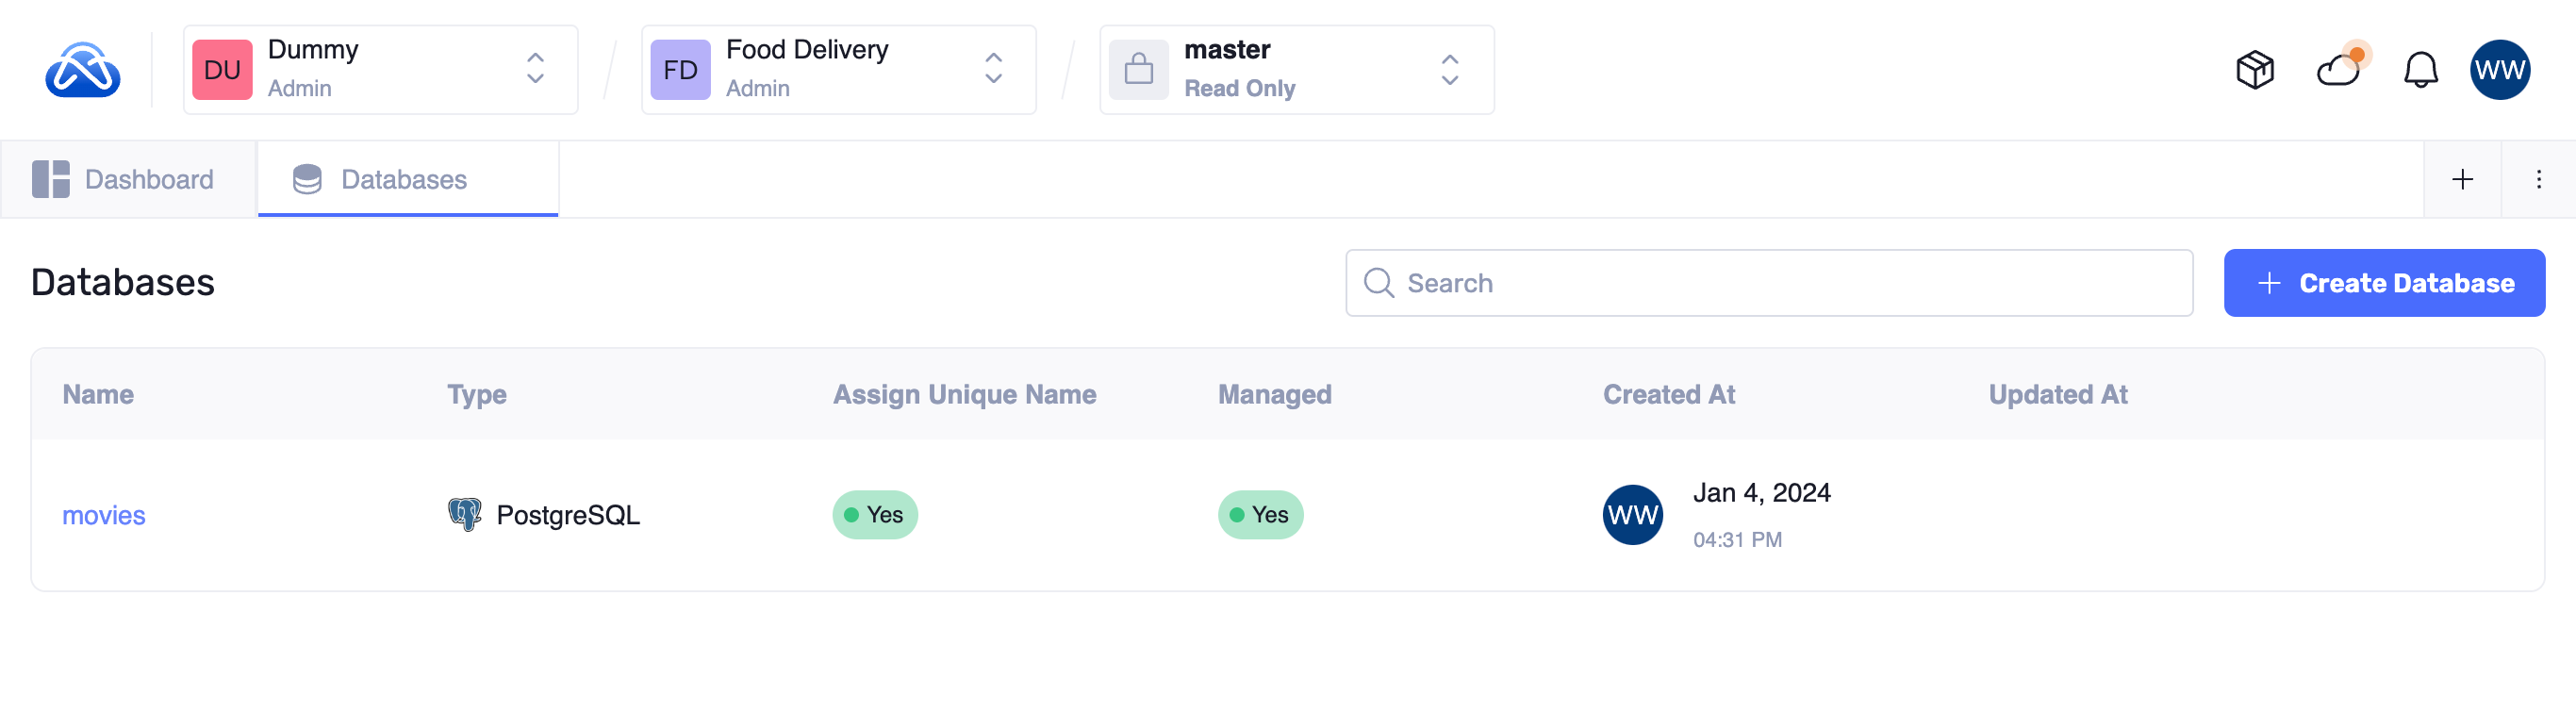 DU Dummy
Admin
FD Food Delivery
Admin
master
Read Only
WW
Dashboard
Databases
Databases
Search
Create Database
Name Type Assign Unique Name Managed Created At Updated At
movies PostgreSQL Yes Yes WW Jan 4, 2024
04:31 PM